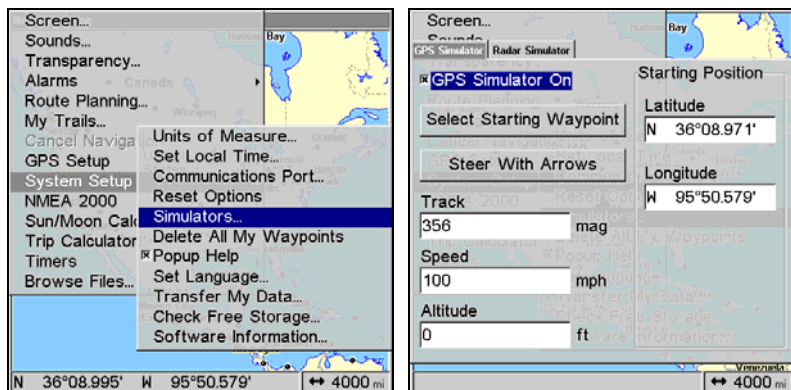 Screen...
Sounds...
Transparency...
Alarms
Route Planning...
My Trails...
Cancel Naviga
GPS Setup
System Setup
NMEA 2000
Sun/Moon Calc
Trip Calculator
Timers
Browse Files...
Hudson Bay
Canada
Winnipeg
Units of Measure...
Set Local Time...
Communications Port...
Reset Options
Simulators...
Delete All My Waypoints
Popup Help
Set Language...
Transfer My Data...
Check Free Storage...
Software Information...
N 36°08.995' W 95°50.579' ↔ 4000 mi
Screen...
Sounds...
Bay
GPS Simulator Radar Simulator
GPS Simulator On
Select Starting Waypoint
Steer With Arrows
Track
356 mag
Speed
100 mph
Altitude
0 ft
Starting Position
Latitude
N 36°08.971'
Longitude
W 95°50.579'
Venezuela
↔ 4000 mi